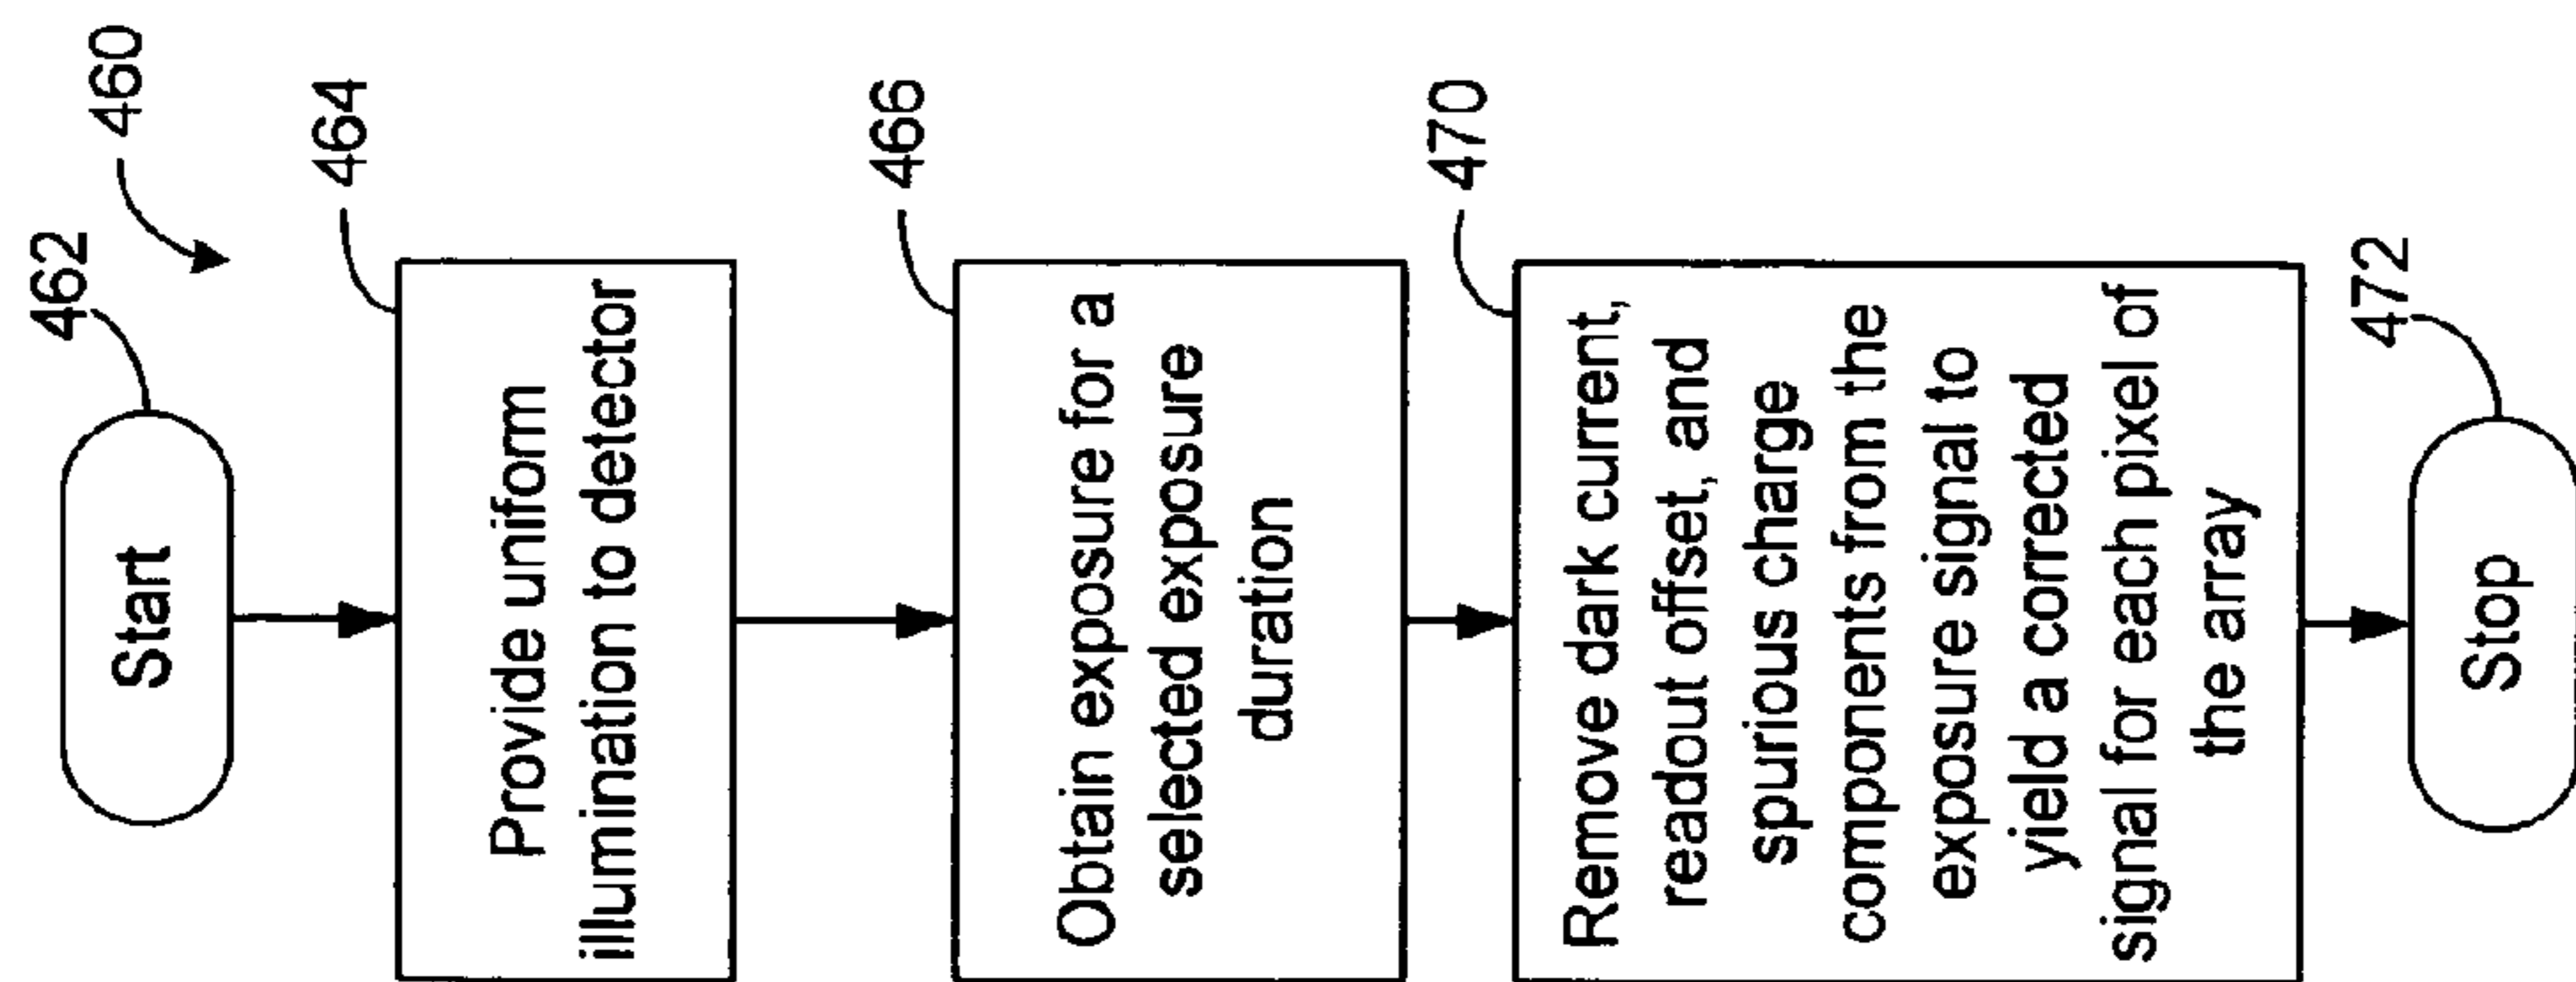 460
462
Start
464
Provide uniform
illumination to detector
466
Obtain exposure for a
selected exposure
duration
470
Remove dark current,
readout offset, and
spurious charge
components from the
exposure signal to
yield a corrected
signal for each pixel of
the array
472
Stop